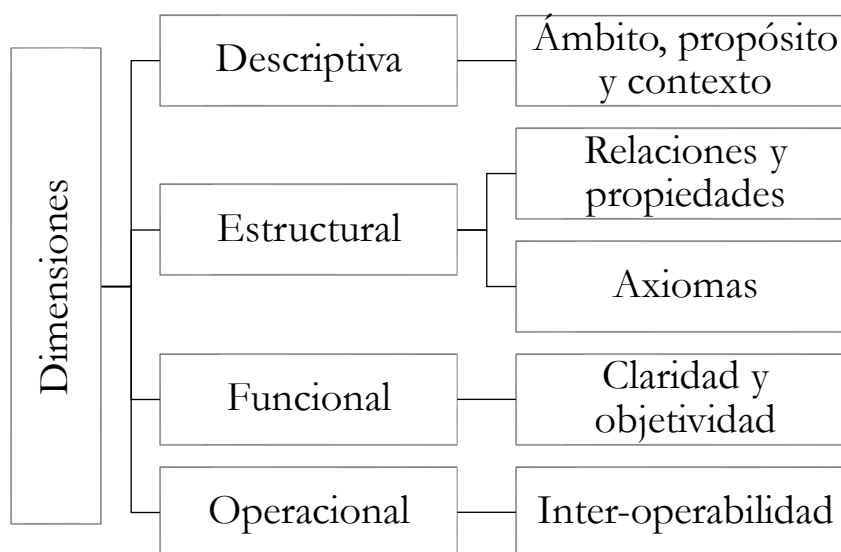 Dimensiones
Descriptiva
Ámbito, propósito
y contexto
Estructural
Relaciones y
propiedades
Axiomas
Funcional
Claridad y
objetividad
Operacional
Inter-operabilidad